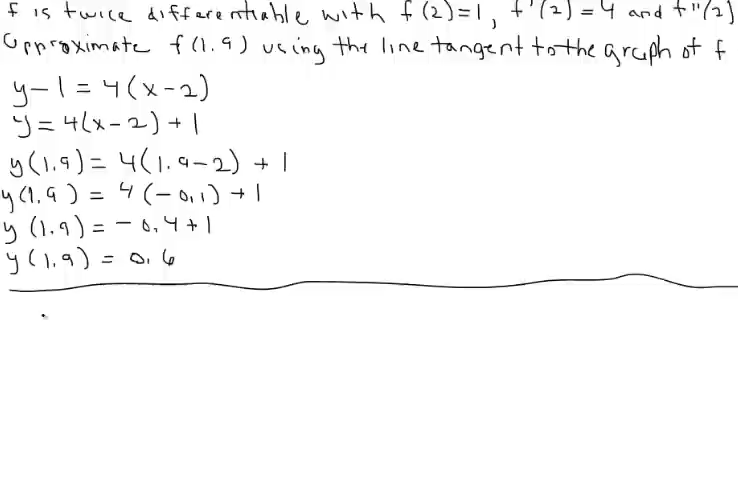 f is twice differentiable with f(2)=1, f'(2)=4 and f"(2)
approximate f(1.9) using the line tangent to the graph of f
y-1=4(x-2)
y=4(x-2)+1
y(1.9)=4(1.9-2)+1
y(1.9)=4(-0.1)+1
y(1.9)=-0.4+1
y(1.9)=0.6